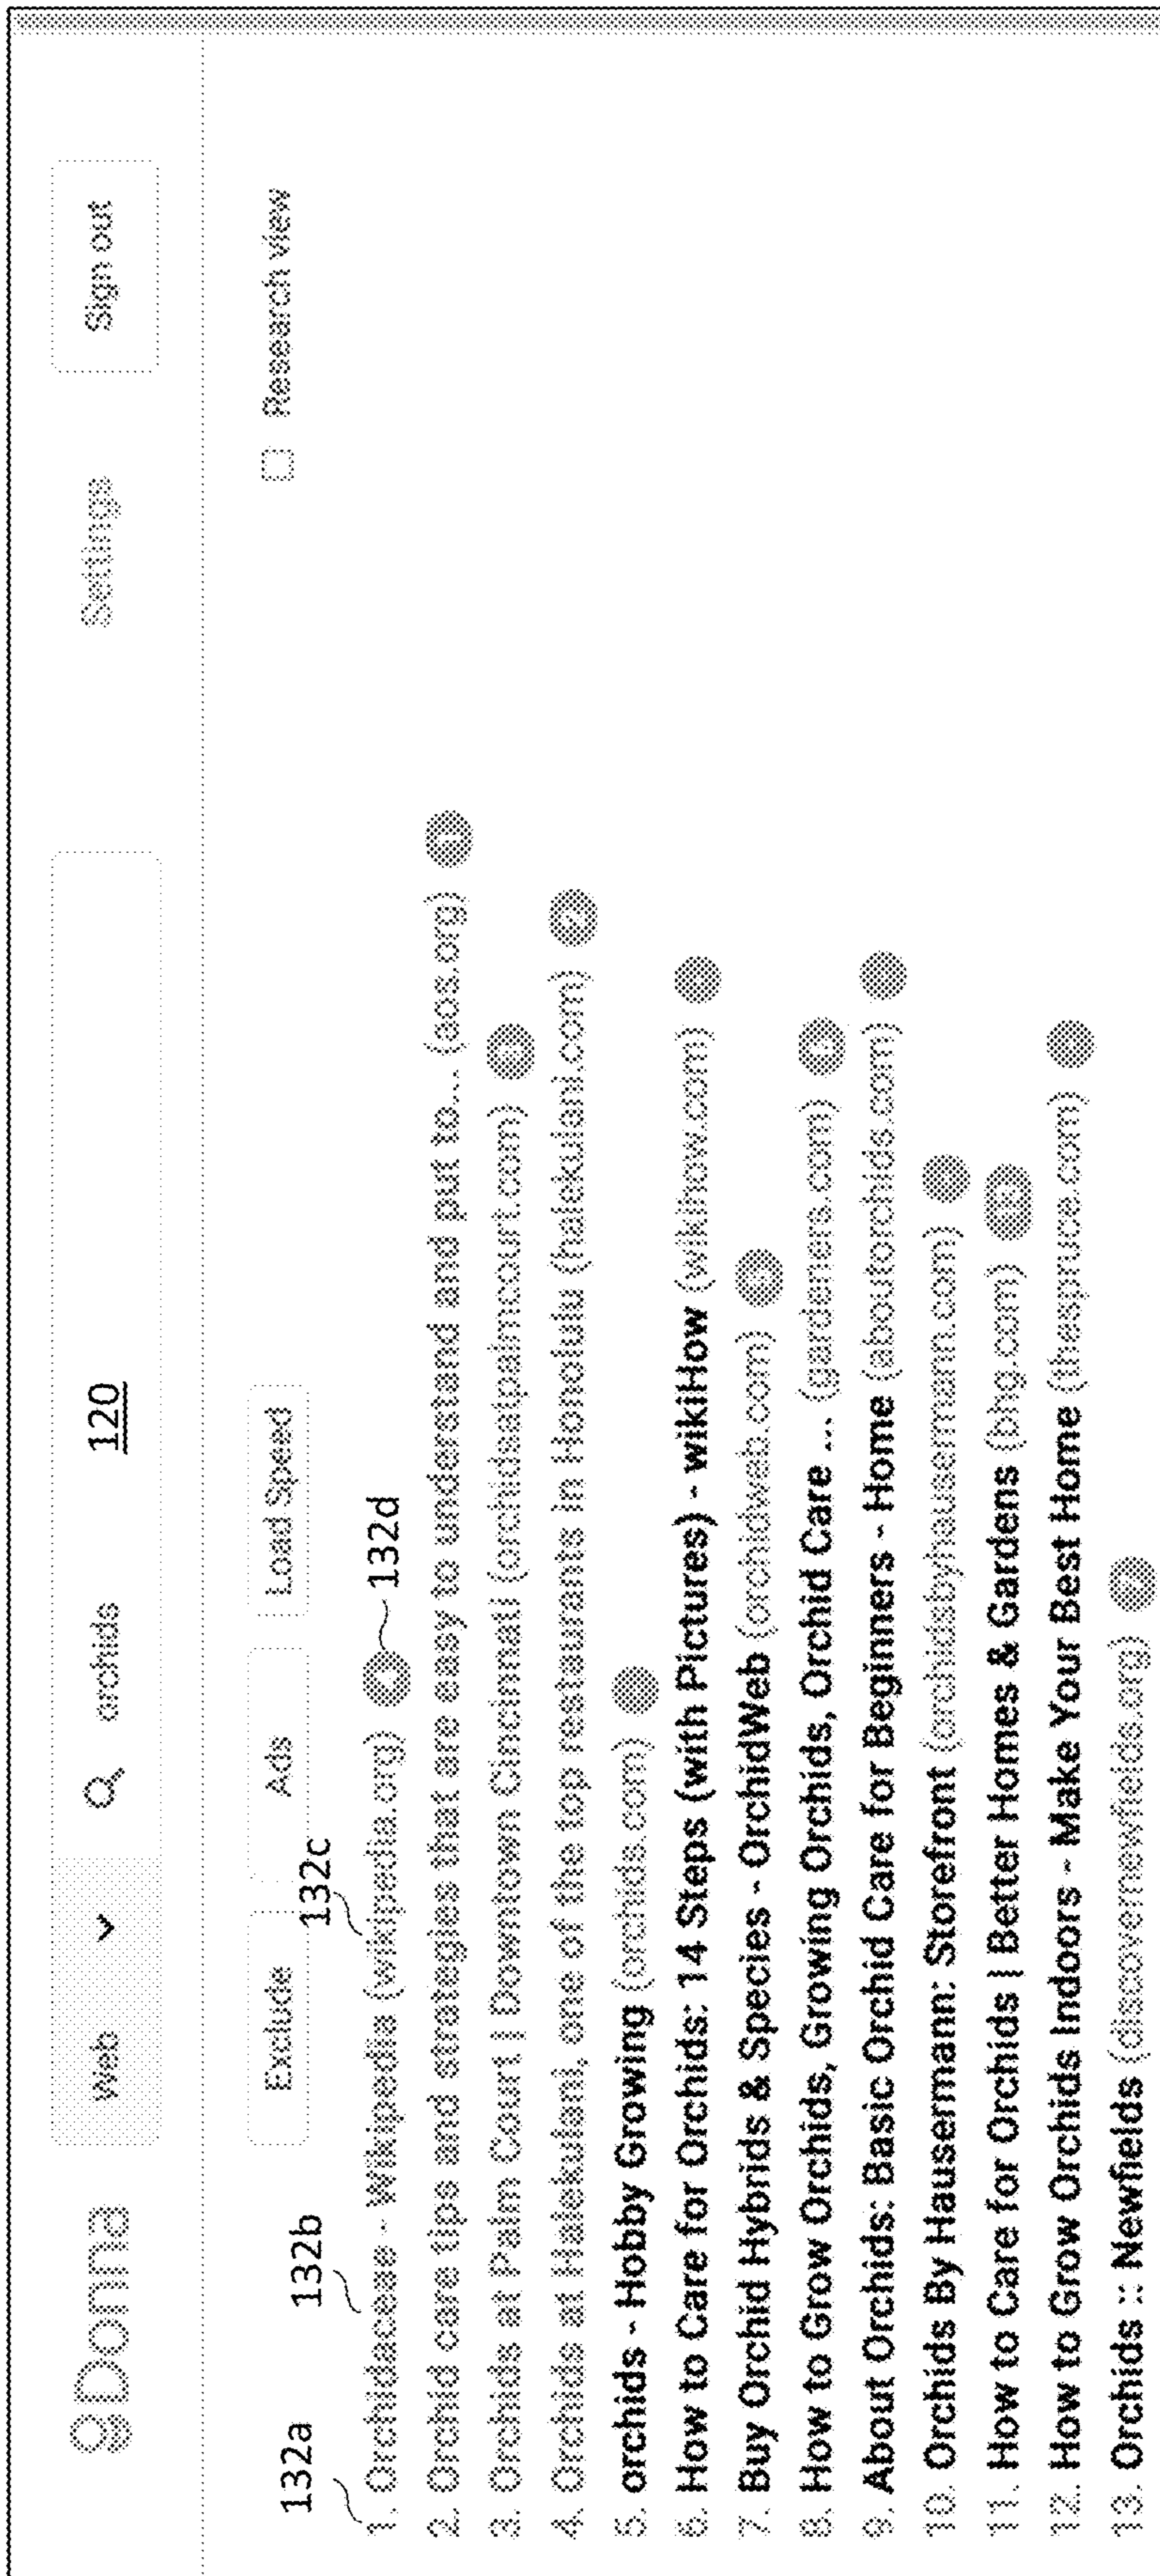 gDonna
web
orchids
120
Settings
Sign out
Exclude
Ads
Load Speed
Research view
132a
132b
132c
132d
1. Orchidaceae - Wikipedia (wikipedia.org)
2. Orchid care tips and strategies that are easy to understand and put to... (aos.org)
3. Orchids at Palm Court | Downtown Cincinnati (orchidsatpalmcourt.com)
4. Orchids at Halekulani, one of the top restaurants in Honolulu (halekulani.com)
5. orchids - Hobby Growing (orchids.com)
6. How to Care for Orchids: 14 Steps (with Pictures) - wikiHow (wikihow.com)
7. Buy Orchid Hybrids & Species - OrchidWeb (orchidweb.com)
8. How to Grow Orchids, Growing Orchids, Orchid Care ... (gardeners.com)
9. About Orchids: Basic Orchid Care for Beginners - Home (aboutorchids.com)
10. Orchids By Hausermann: Storefront (orchidsbyhausermann.com)
11. How to Care for Orchids | Better Homes & Gardens (bhg.com)
12. How to Grow Orchids Indoors - Make Your Best Home (thespruce.com)
13. Orchids :: Newfields (discovernewfields.org)